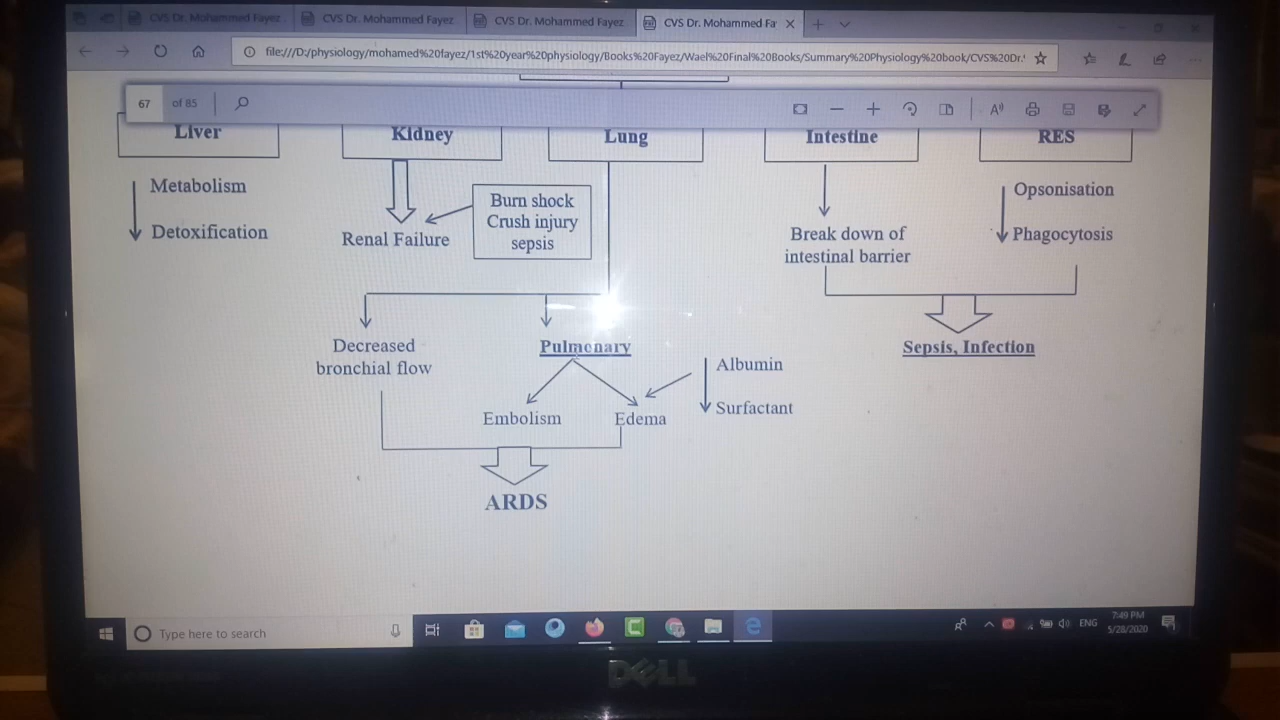 CVS Dr. Mohammed Fayez
CVS Dr. Mohammed Fayez
CVS Dr. Mohammed Fayez
CVS Dr. Mohammed Fa
file:///D:/physiology/mohamed%20fayez/1st%20year%20physiology/Books%20Fayez/Wael%20Final%20Books/Summary%20Physiology%20book/CVS%20Dr.
67 of 85
Liver
Kidney
Lung
Intestine
RES
Metabolism
Detoxification
Renal Failure
Burn shock
Crush injury
sepsis
Break down of
intestinal barrier
Opsonisation
Phagocytosis
Decreased
bronchial flow
Pulmonary
Albumin
Surfactant
Embolism
Edema
Sepsis, Infection
ARDS
Type here to search
ENG
7:49 PM
5/28/2020
DELL